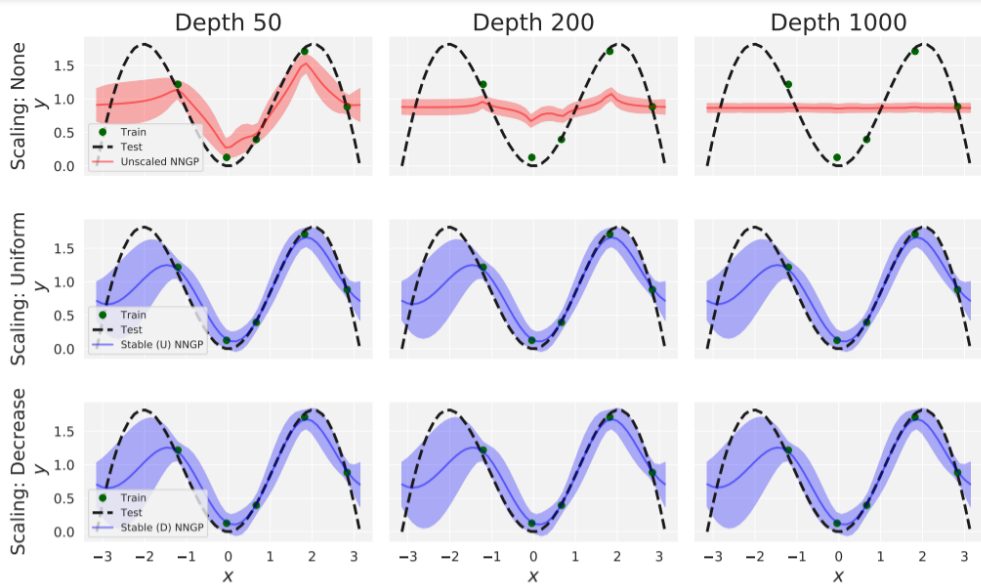 Depth 50
Depth 200
Depth 1000
Scaling: None
y
1.5
1.0
0.5
0.0
Train
Test
Unscaled NNGP
Scaling: Uniform
y
1.5
1.0
0.5
0.0
Train
Test
Stable (U) NNGP
Scaling: Decrease
y
1.5
1.0
0.5
0.0
Train
Test
Stable (D) NNGP
−3 −2 −1 0 1 2 3
−3 −2 −1 0 1 2 3
−3 −2 −1 0 1 2 3
x
x
x